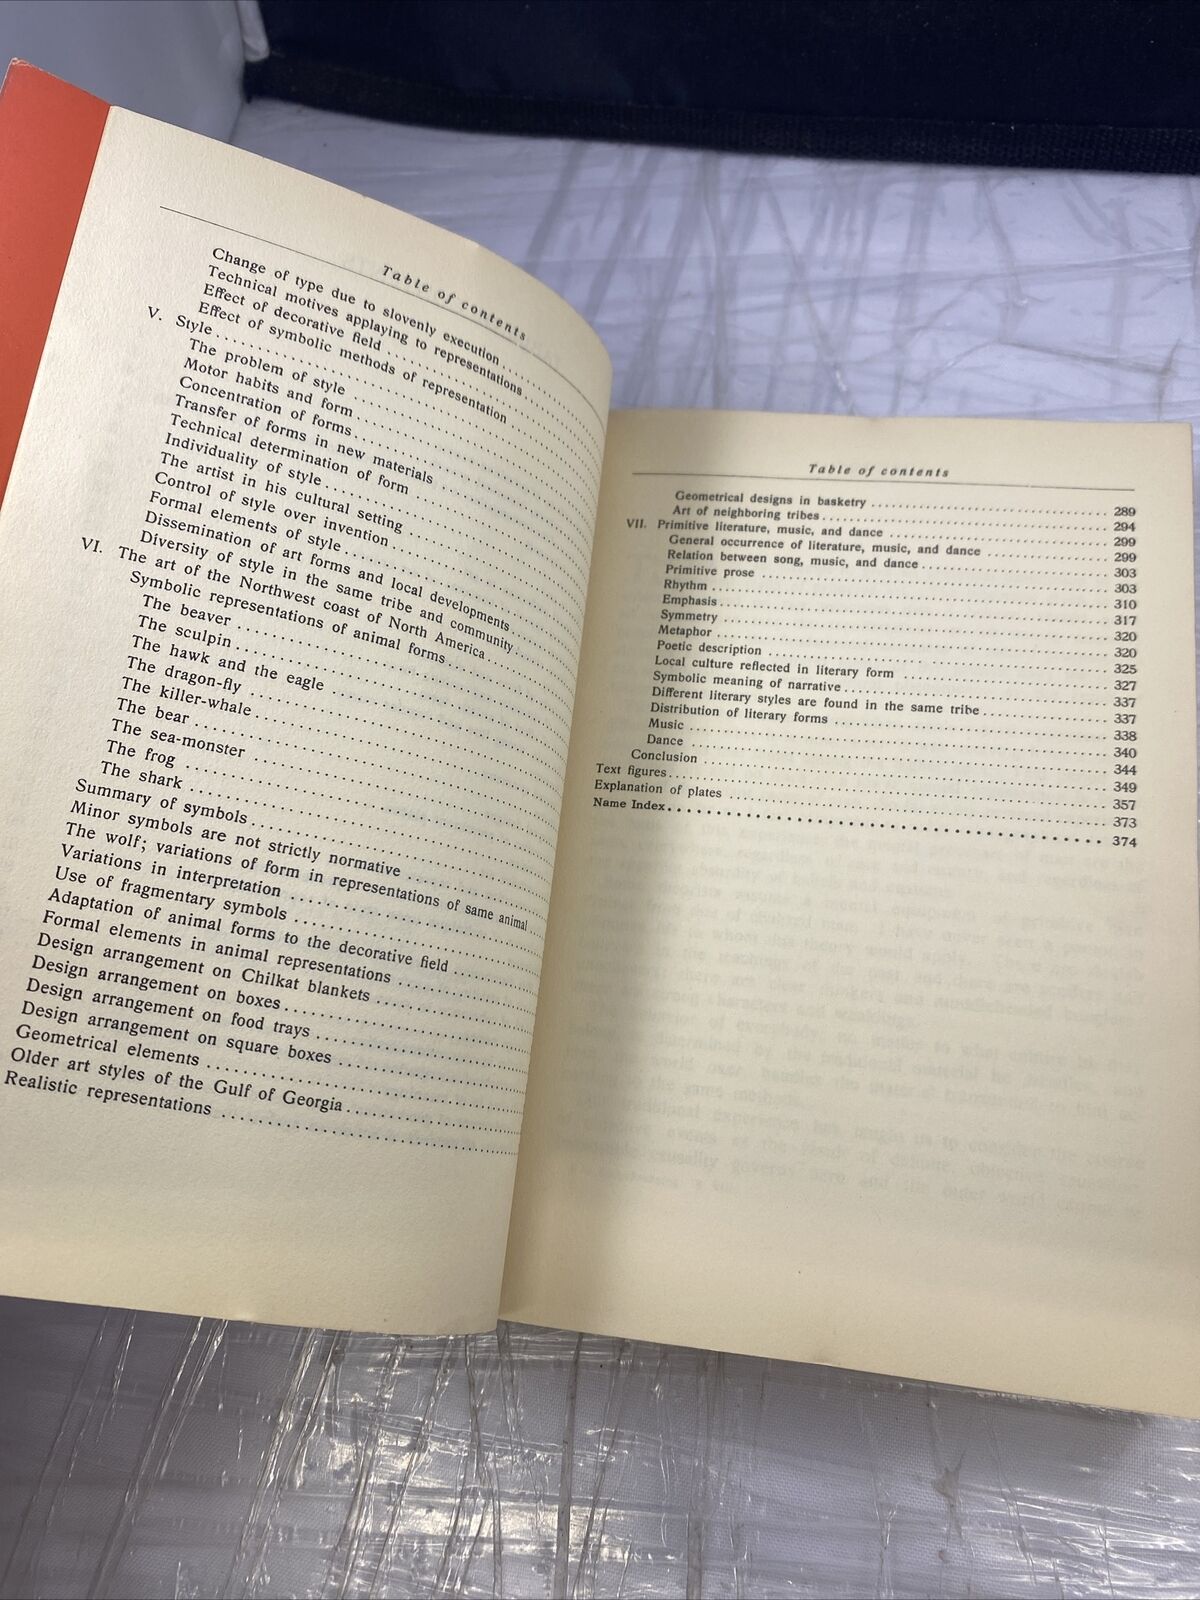 Table of contents
Change of type due to slovenly execution
Technical motives applaying to representations
Effect of decorative field
Effect of symbolic methods of representation
V. Style
The problem of style
Motor habits and form
Concentration of forms
Transfer of forms in new materials
Technical determination of form
Individuality of style
The artist in his cultural setting
Control of style over invention
Formal elements of style
Dissemination of art forms and local developments
Diversity of style in the same tribe and community
VI. The art of the Northwest coast of North America
Symbolic representations of animal forms
The beaver
The sculpin
The hawk and the eagle
The dragon-fly
The killer-whale
The bear
The sea-monster
The frog
The shark
Summary of symbols
Minor symbols are not strictly normative
The wolf; variations of form in representations of same animal
Variations in interpretation
Use of fragmentary symbols
Adaptation of animal forms to the decorative field
Formal elements in animal representations
Design arrangement on Chilkat blankets
Design arrangement on boxes
Design arrangement on food trays
Design arrangement on square boxes
Geometrical elements
Older art styles of the Gulf of Georgia
Realistic representations
Table of contents
Geometrical designs in basketry 289
Art of neighboring tribes 294
VII. Primitive literature, music, and dance 299
General occurrence of literature, music, and dance 299
Relation between song, music, and dance 303
Primitive prose 303
Rhythm 310
Emphasis 317
Symmetry 320
Metaphor 320
Poetic description 325
Local culture reflected in literary form 327
Symbolic meaning of narrative 337
Different literary styles are found in the same tribe 337
Distribution of literary forms 338
Music 340
Dance 344
Conclusion 349
Text figures 357
Explanation of plates 373
Name Index 374